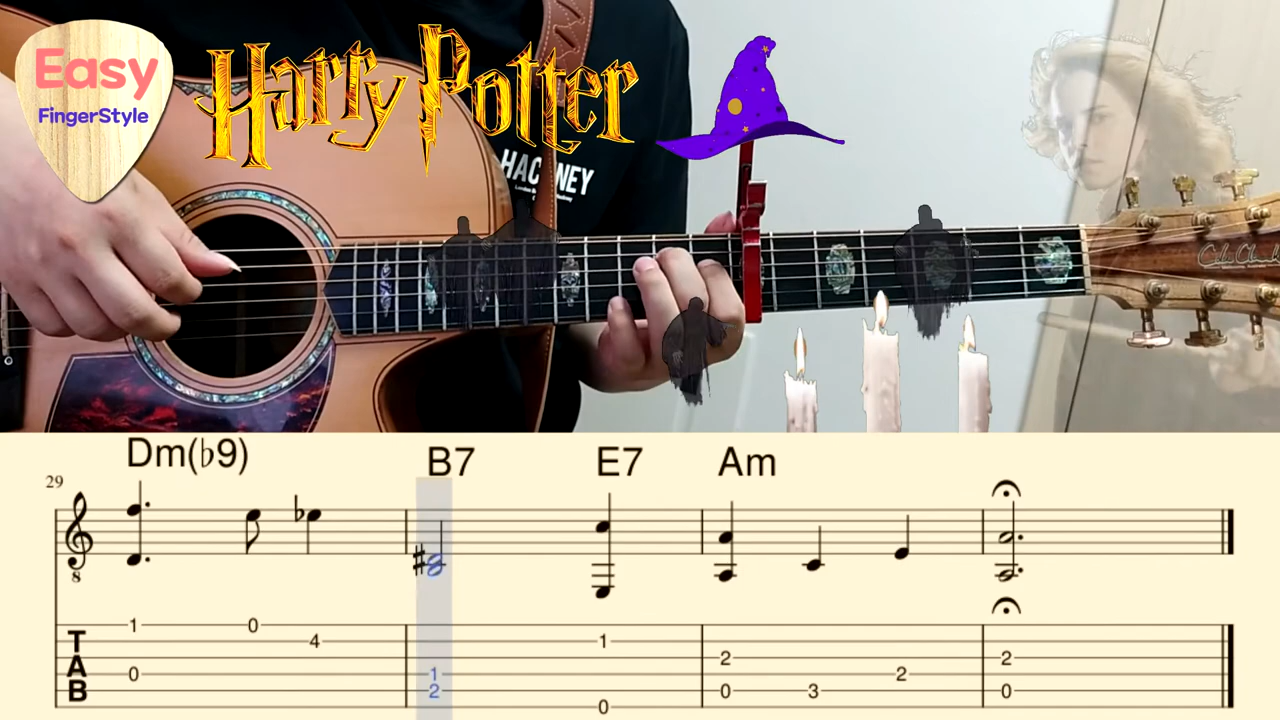 Easy
FingerStyle
Harry Potter
HACKNEY
Dm(♭9) B7 E7 Am
29
8
1 0 4 0
1 2 1 0
2 0 3 2
2 0
TAB